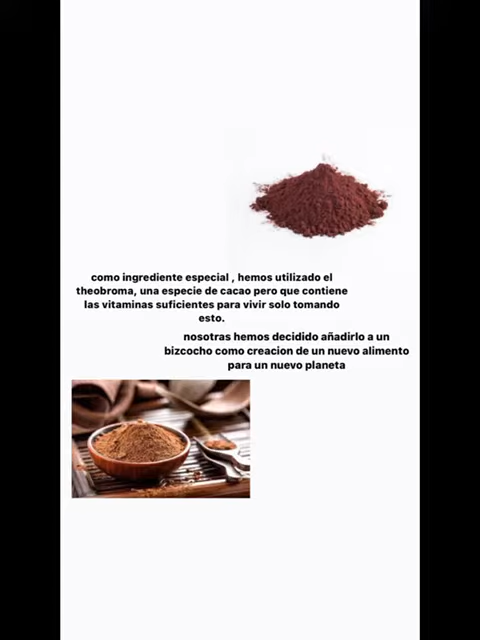 como ingrediente especial , hemos utilizado el
theobroma, una especie de cacao pero que contiene
las vitaminas suficientes para vivir solo tomando
esto.
nosotras hemos decidido añadirlo a un
bizcocho como creacion de un nuevo alimento
para un nuevo planeta